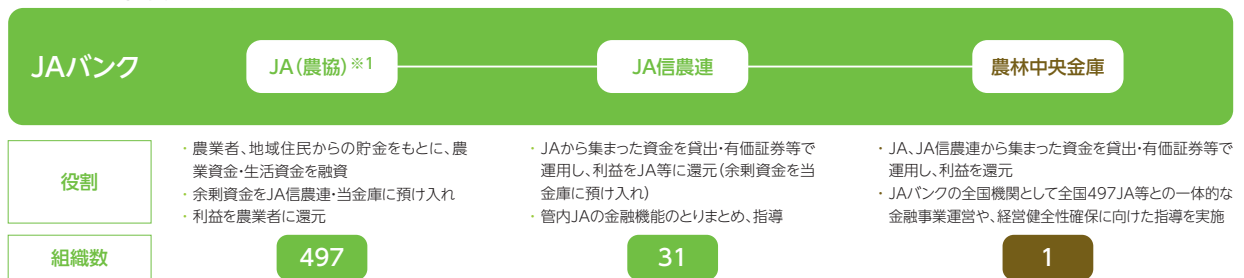 JAバンク
JA(農協)※1
JA信農連
農林中央金庫
役割
・農業者、地域住民からの貯金をもとに、農
業資金・生活資金を融資
・余剰資金をJA信農連・当金庫に預け入れ
・利益を農業者に還元
・JAから集まった資金を貸出・有価証券等で
運用し、利益をJA等に還元(余剰資金を当
金庫に預け入れ)
・管内JAの金融機能のとりまとめ、指導
・JA、JA信農連から集まった資金を貸出・有価証券等で
運用し、利益を還元
・JAバンクの全国機関として全国497JA等との一体的な
金融事業運営や、経営健全性確保に向けた指導を実施
組織数
497
31
1